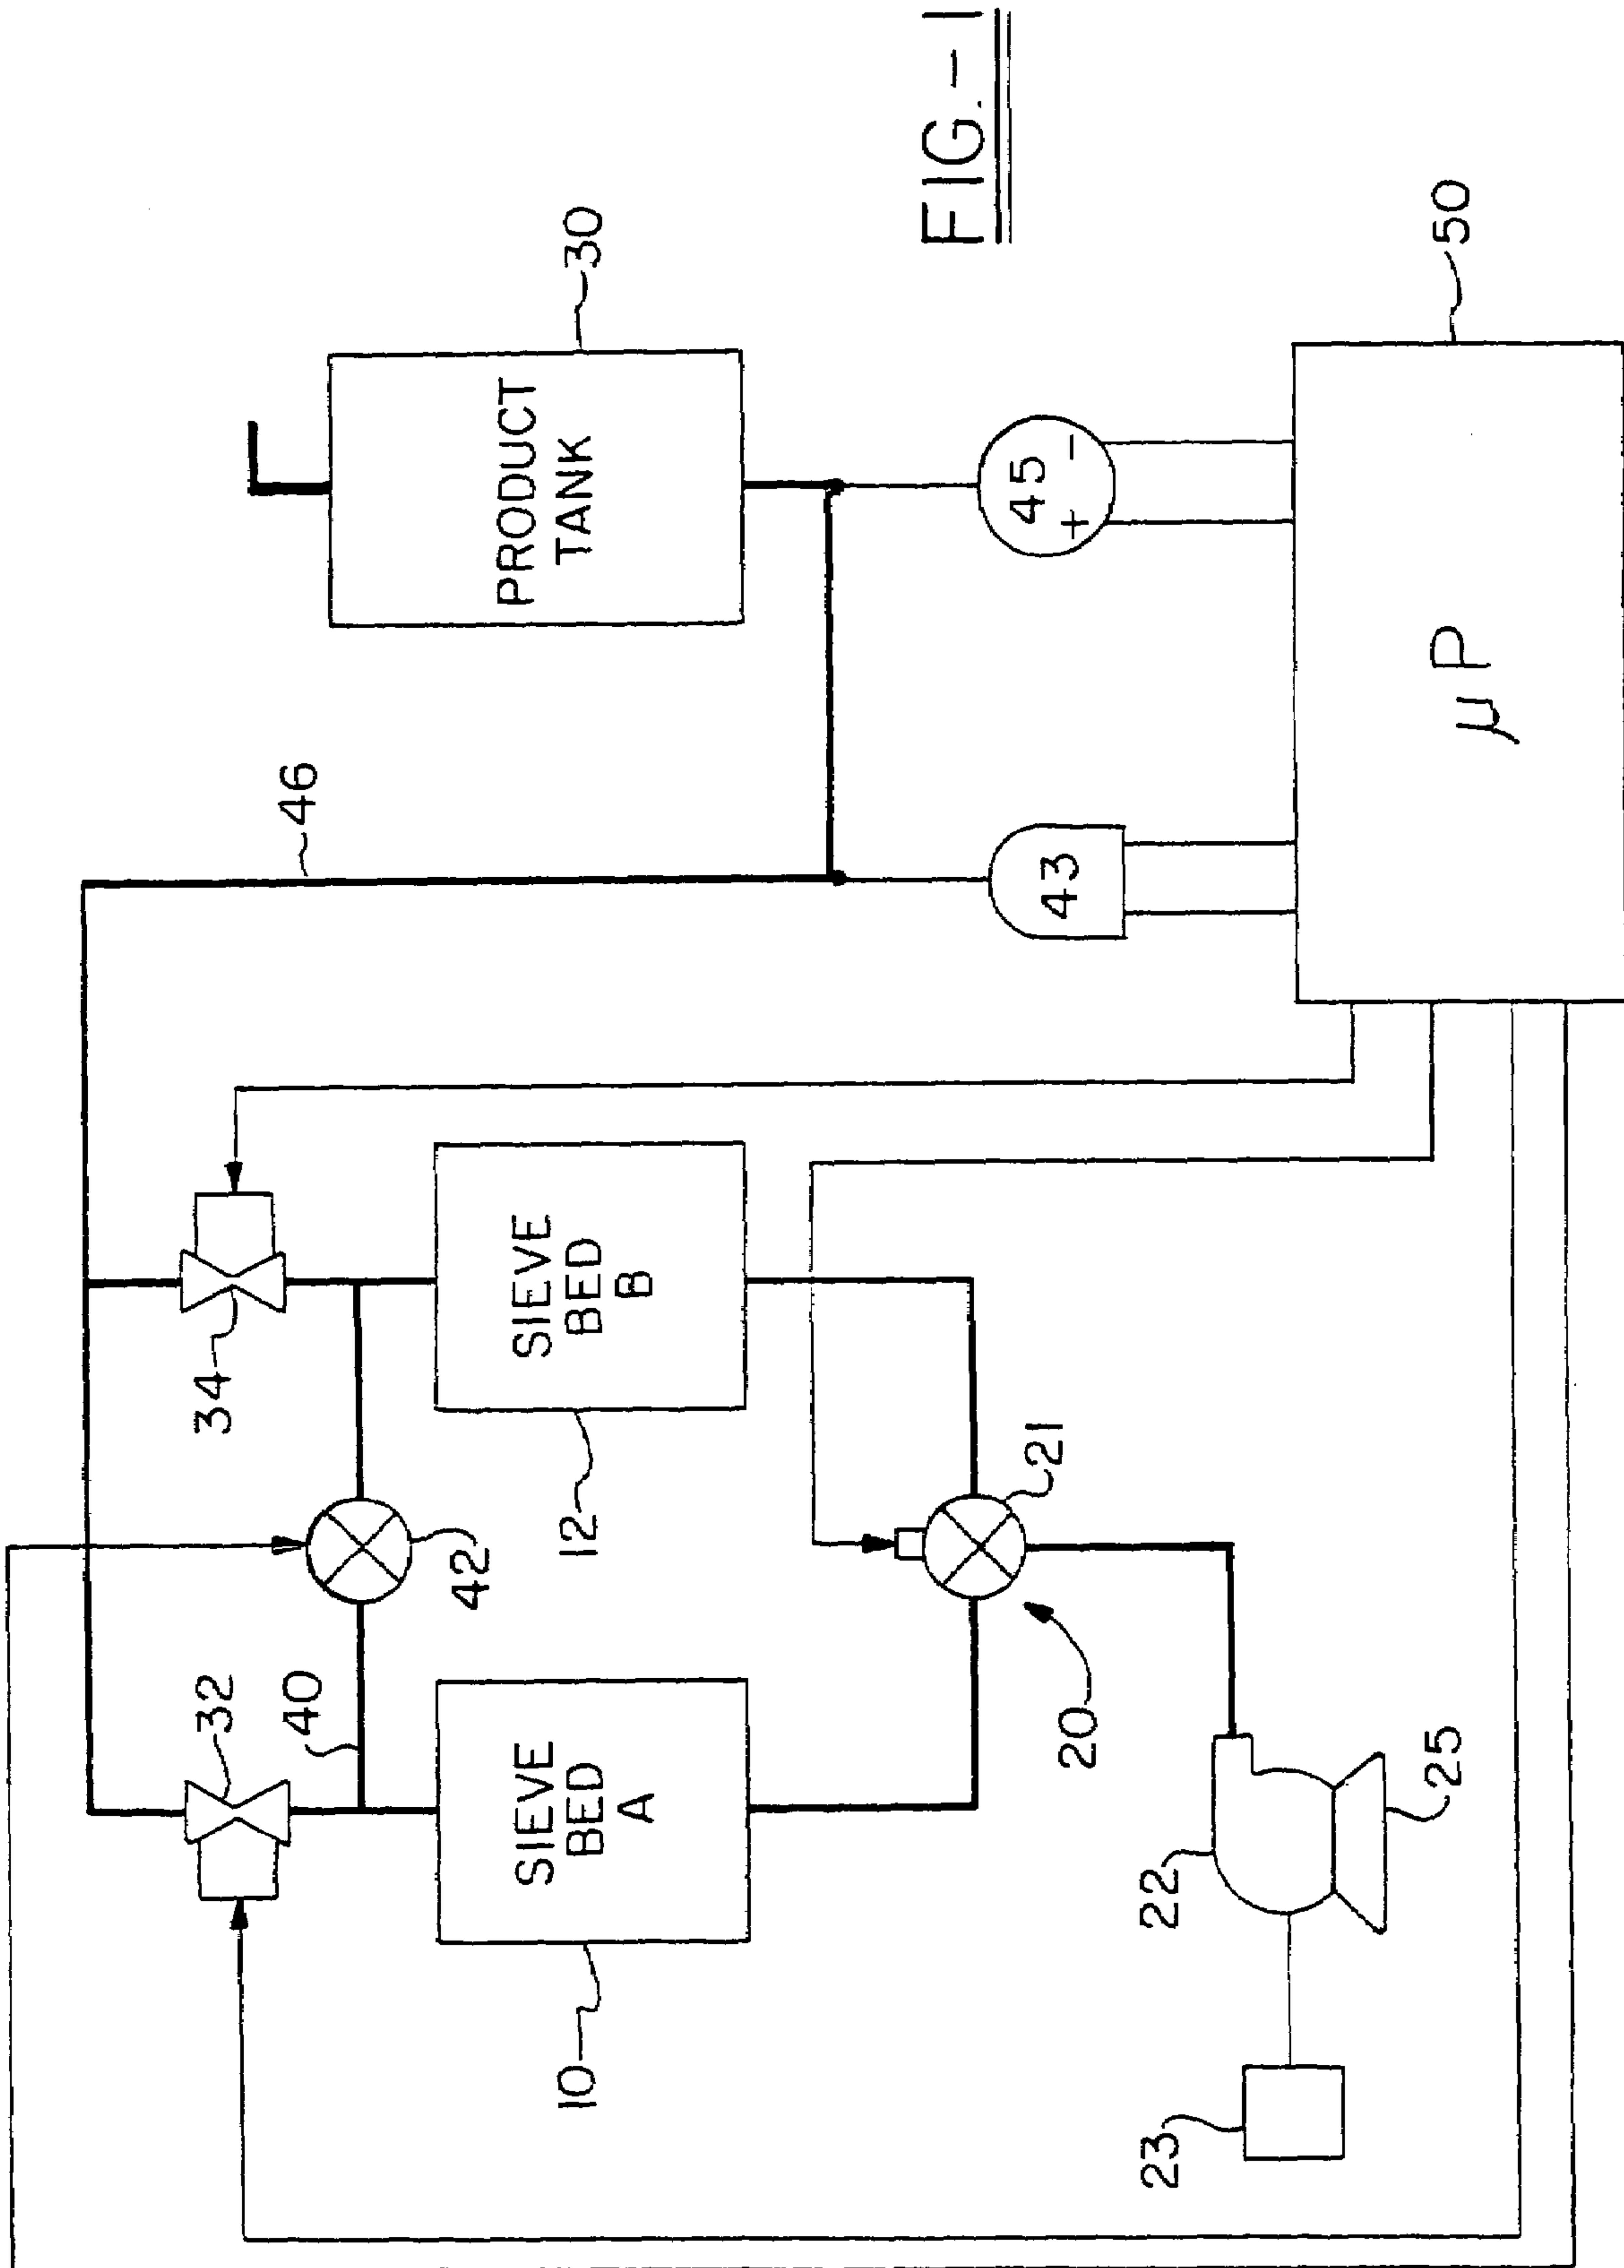 32
34
40
46
42
10
SIEVE
BED
A
12
SIEVE
BED
B
PRODUCT
TANK
30
20
21
43
45
+ -
23
22
25
μP
50
FIG.-1